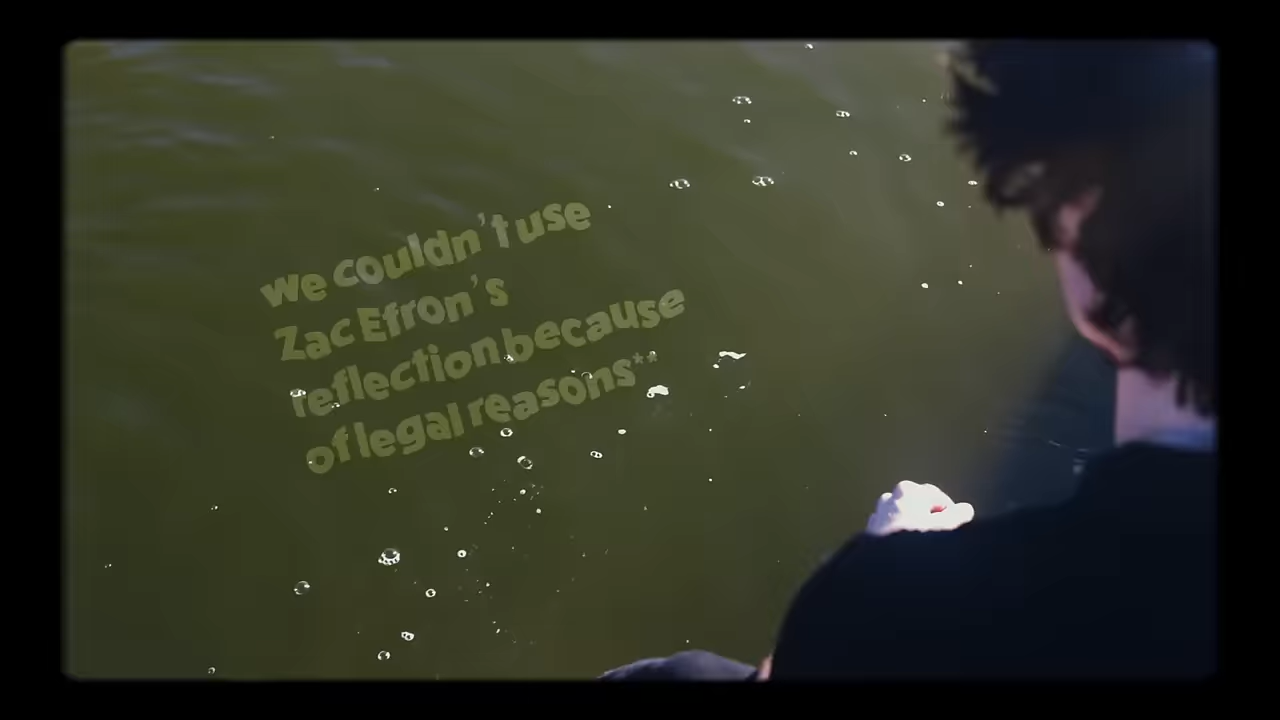 we couldn't use
Zac Efron's
reflection because
of legal reasons**